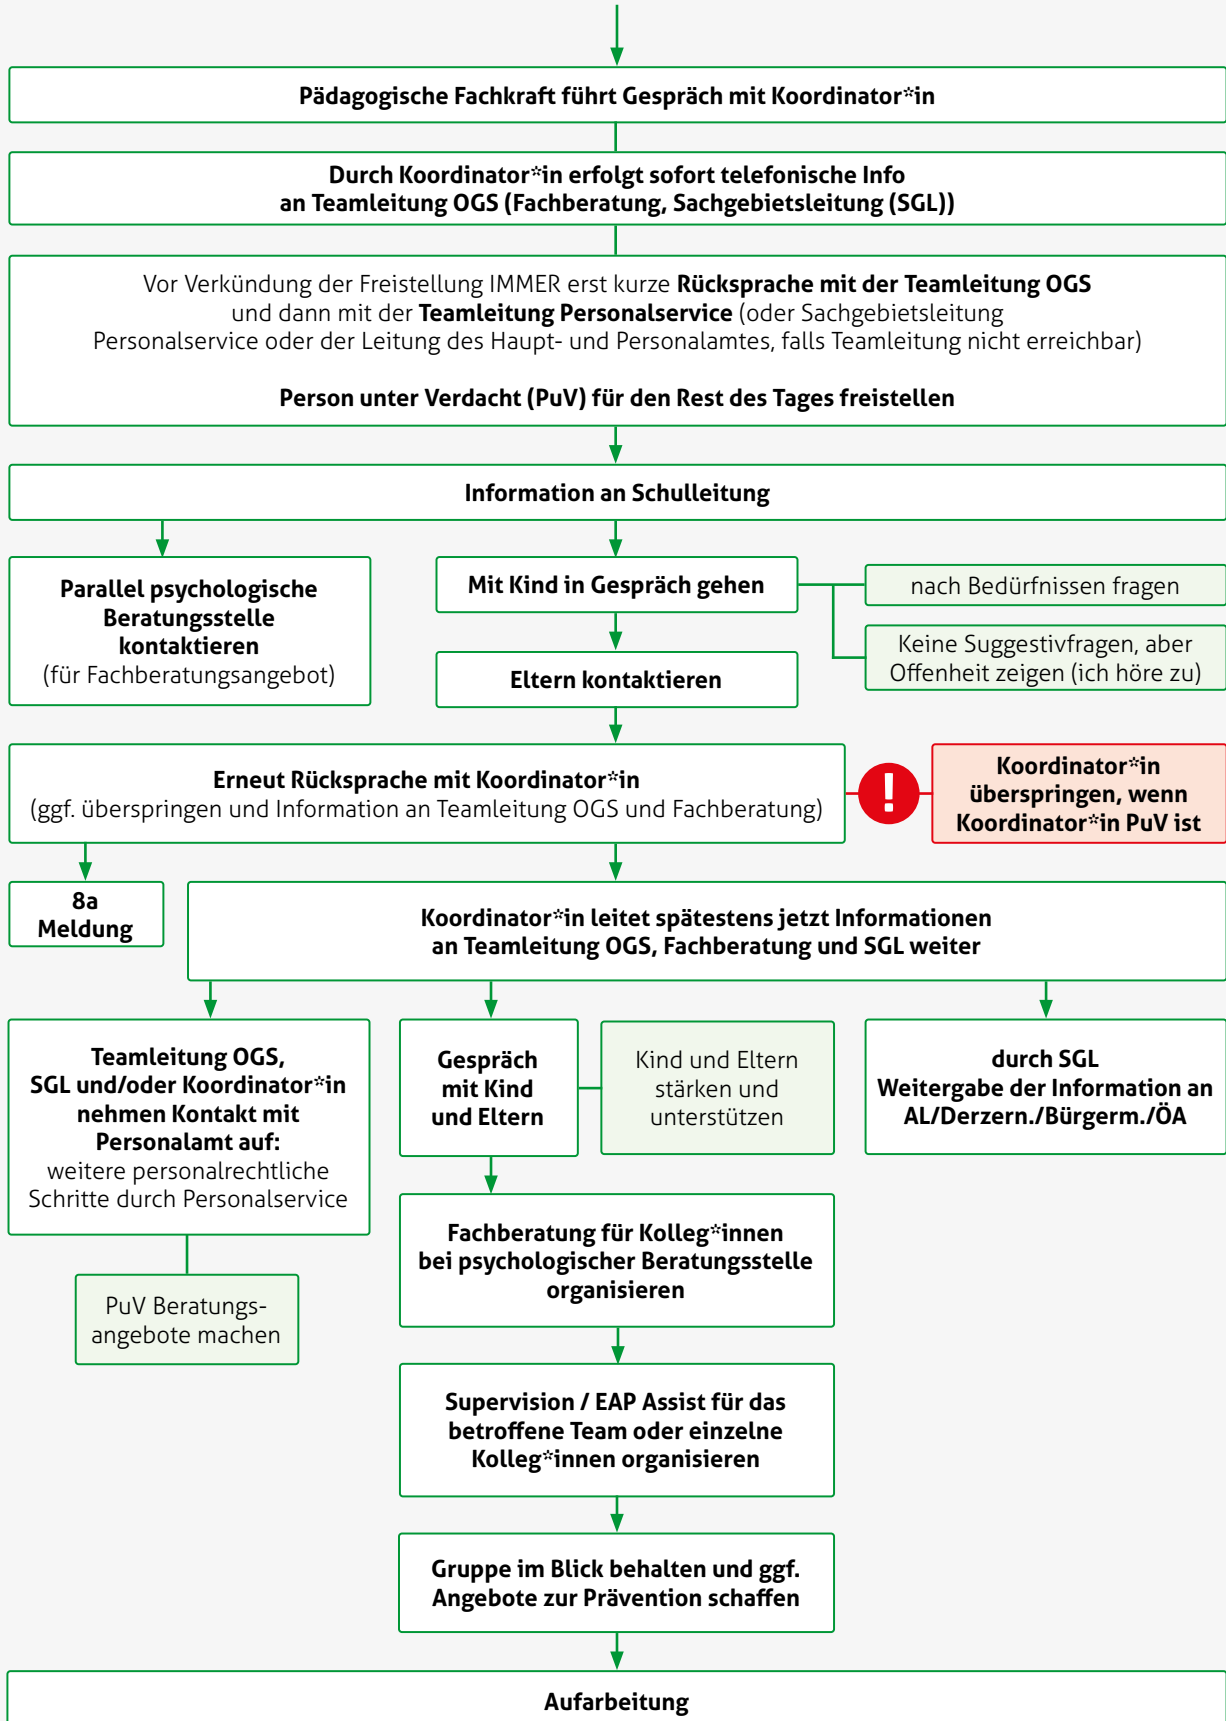 Pädagogische Fachkraft führt Gespräch mit Koordinator*in
Durch Koordinator*in erfolgt sofort telefonische Info
an Teamleitung OGS (Fachberatung, Sachgebietsleitung (SGL))
Vor Verkündung der Freistellung IMMER erst kurze Rücksprache mit der Teamleitung OGS
und dann mit der Teamleitung Personalservice (oder Sachgebietsleitung
Personalservice oder der Leitung des Haupt- und Personalamtes, falls Teamleitung nicht erreichbar)
Person unter Verdacht (PuV) für den Rest des Tages freistellen
Information an Schulleitung
Parallel psychologische
Beratungsstelle
kontaktieren
(für Fachberatungsangebot)
Mit Kind in Gespräch gehen
nach Bedürfnissen fragen
Keine Suggestivfragen, aber
Offenheit zeigen (ich höre zu)
Eltern kontaktieren
Erneut Rücksprache mit Koordinator*in
(ggf. überspringen und Information an Teamleitung OGS und Fachberatung)
!
Koordinator*in
überspringen, wenn
Koordinator*in PuV ist
8a
Meldung
Koordinator*in leitet spätestens jetzt Informationen
an Teamleitung OGS, Fachberatung und SGL weiter
Teamleitung OGS,
SGL und/oder Koordinator*in
nehmen Kontakt mit
Personalamt auf:
weitere personalrechtliche
Schritte durch Personalservice
PuV Beratungs-
angebote machen
Gespräch
mit Kind
und Eltern
Kind und Eltern
stärken und
unterstützen
durch SGL
Weitergabe der Information an
AL/Derzern./Bürgerm./ÖA
Fachberatung für Kolleg*innen
bei psychologischer Beratungsstelle
organisieren
Supervision / EAP Assist für das
betroffene Team oder einzelne
Kolleg*innen organisieren
Gruppe im Blick behalten und ggf.
Angebote zur Prävention schaffen
Aufarbeitung